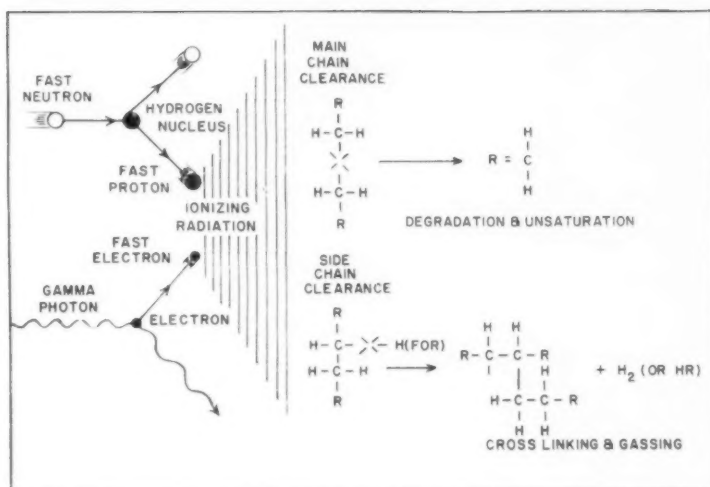 FAST
NEUTRON
HYDROGEN
NUCLEUS
FAST
PROTON
IONIZING
RADIATION
FAST
ELECTRON
GAMMA
PHOTON
ELECTRON
MAIN
CHAIN
CLEARANCE
R
H-C-H
H-C-H
R
R = C
H
H
DEGRADATION & UNSATURATION
SIDE
CHAIN
CLEARANCE
R
H-C- -H(FOR)
H-C-H
R
H H
R-C-C-R
H
H-C-C-R
H H
+ H₂ (OR HR)
CROSS LINKING & GASSING